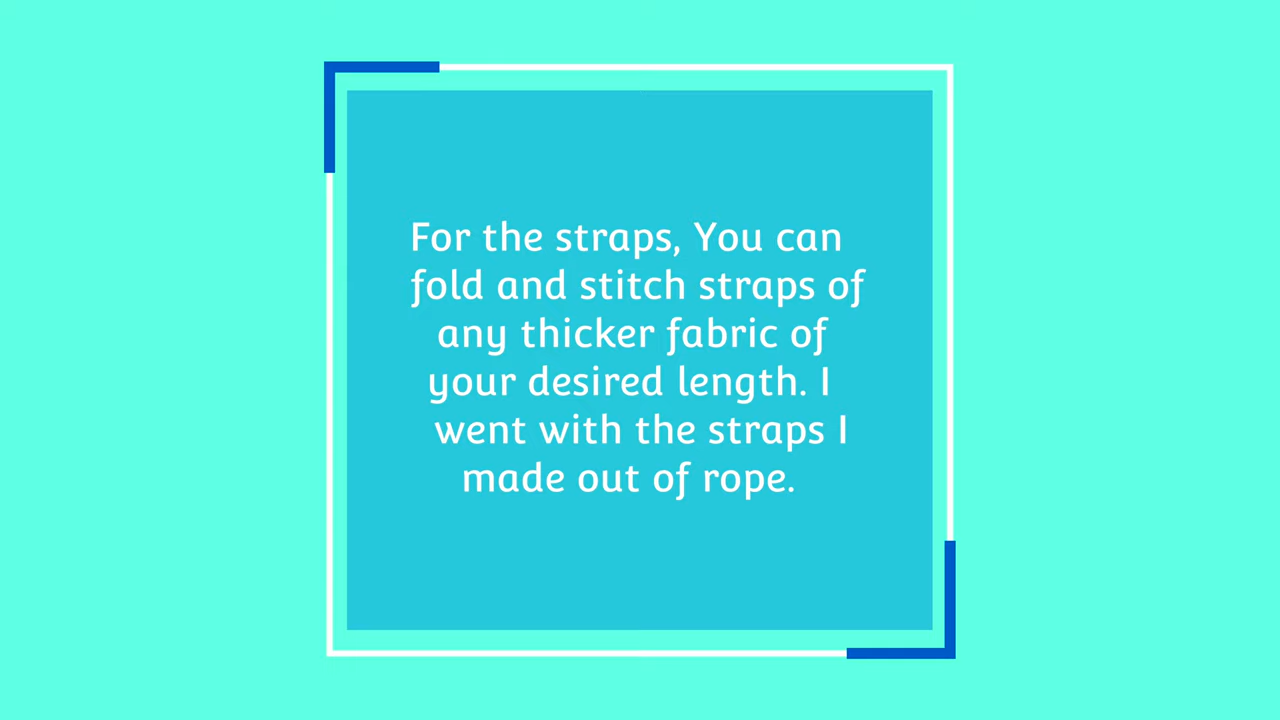 For the straps, You can
fold and stitch straps of
any thicker fabric of
your desired length. I
went with the straps I
made out of rope.